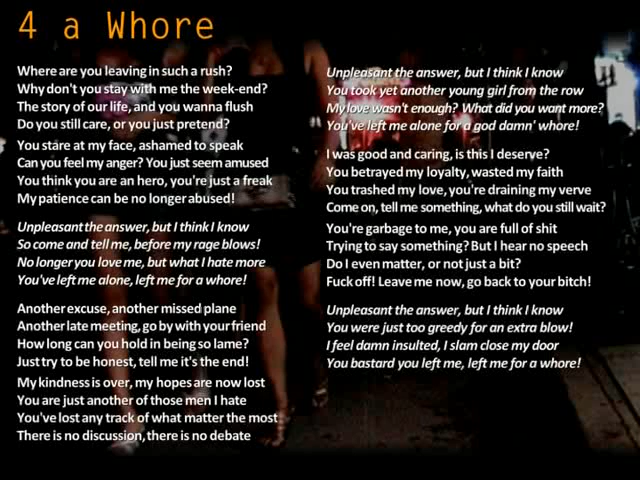 4 a Whore
Where are you leaving in such a rush?
Why don't you stay with me the week-end?
The story of our life, and you wanna flush
Do you still care, or you just pretend?
You stare at my face, ashamed to speak
Can you feel my anger? You just seem amused
You think you are an hero, you're just a freak
My patience can be no longer abused!
Unpleasant the answer, but I think I know
So come and tell me, before my rage blows!
No longer you love me, but what I hate more
You've left me alone, left me for a whore!
Another excuse, another missed plane
Another late meeting, go by with your friend
How long can you hold in being so lame?
Just try to be honest, tell me it's the end!
My kindness is over, my hopes are now lost
You are just another of those men I hate
You've lost any track of what matter the most
There is no discussion, there is no debate
Unpleasant the answer, but I think I know
You took yet another young girl from the row
My love wasn't enough? What did you want more?
You've left me alone for a god damn' whore!
I was good and caring, is this I deserve?
You betrayed my loyalty, wasted my faith
You trashed my love, you're draining my verve
Come on, tell me something, what do you still wait?
You're garbage to me, you are full of shit
Trying to say something? But I hear no speech
Do I even matter, or not just a bit?
Fuck off! Leave me now, go back to your bitch!
Unpleasant the answer, but I think I know
You were just too greedy for an extra blow!
I feel damn insulted, I slam close my door
You bastard you left me, left me for a whore!